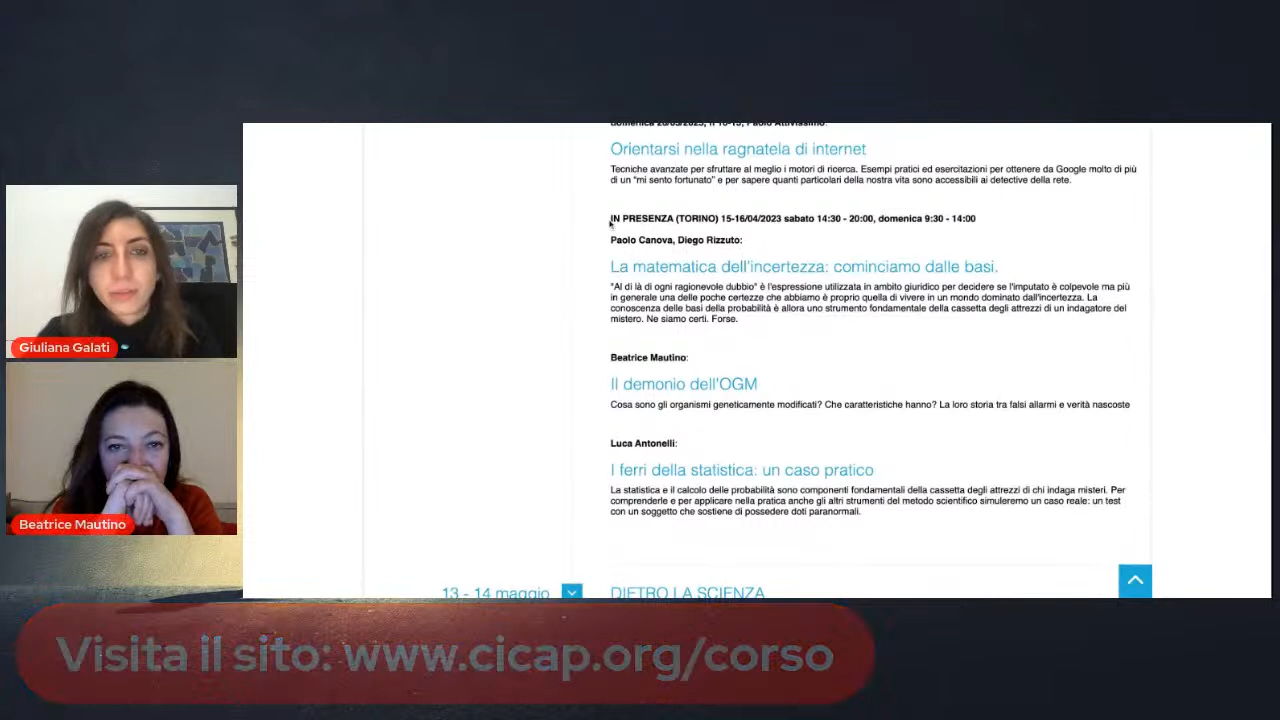 domenica 26/03/2023, h 10-13, Paolo Attivissimo:
Orientarsi nella ragnatela di internet
Tecniche avanzate per sfruttare al meglio i motori di ricerca. Esempi pratici ed esercitazioni per ottenere da Google molto di più
di un "mi sento fortunato" e per sapere quanti particolari della nostra vita sono accessibili ai detective della rete.
IN PRESENZA (TORINO) 15-16/04/2023 sabato 14:30 - 20:00, domenica 9:30 - 14:00
Paolo Canova, Diego Rizzuto:
La matematica dell'incertezza: cominciamo dalle basi.
"Al di là di ogni ragionevole dubbio" è l'espressione utilizzata in ambito giuridico per decidere se l'imputato è colpevole ma più
in generale una delle poche certezze che abbiamo è proprio quella di vivere in un mondo dominato dall'incertezza. La
conoscenza delle basi della probabilità è allora uno strumento fondamentale della cassetta degli attrezzi di un indagatore del
mistero. Ne siamo certi. Forse.
Beatrice Mautino:
Il demonio dell'OGM
Cosa sono gli organismi geneticamente modificati? Che caratteristiche hanno? La loro storia tra falsi allarmi e verità nascoste
Luca Antonelli:
I ferri della statistica: un caso pratico
La statistica e il calcolo delle probabilità sono componenti fondamentali della cassetta degli attrezzi di chi indaga misteri. Per
comprenderle e per applicare nella pratica anche gli altri strumenti del metodo scientifico simuleremo un caso reale: un test
con un soggetto che sostiene di possedere doti paranormali.
13 - 14 maggio
DIETRO LA SCIENZA
Giuliana Galati
Beatrice Mautino
Visita il sito: www.cicap.org/corso